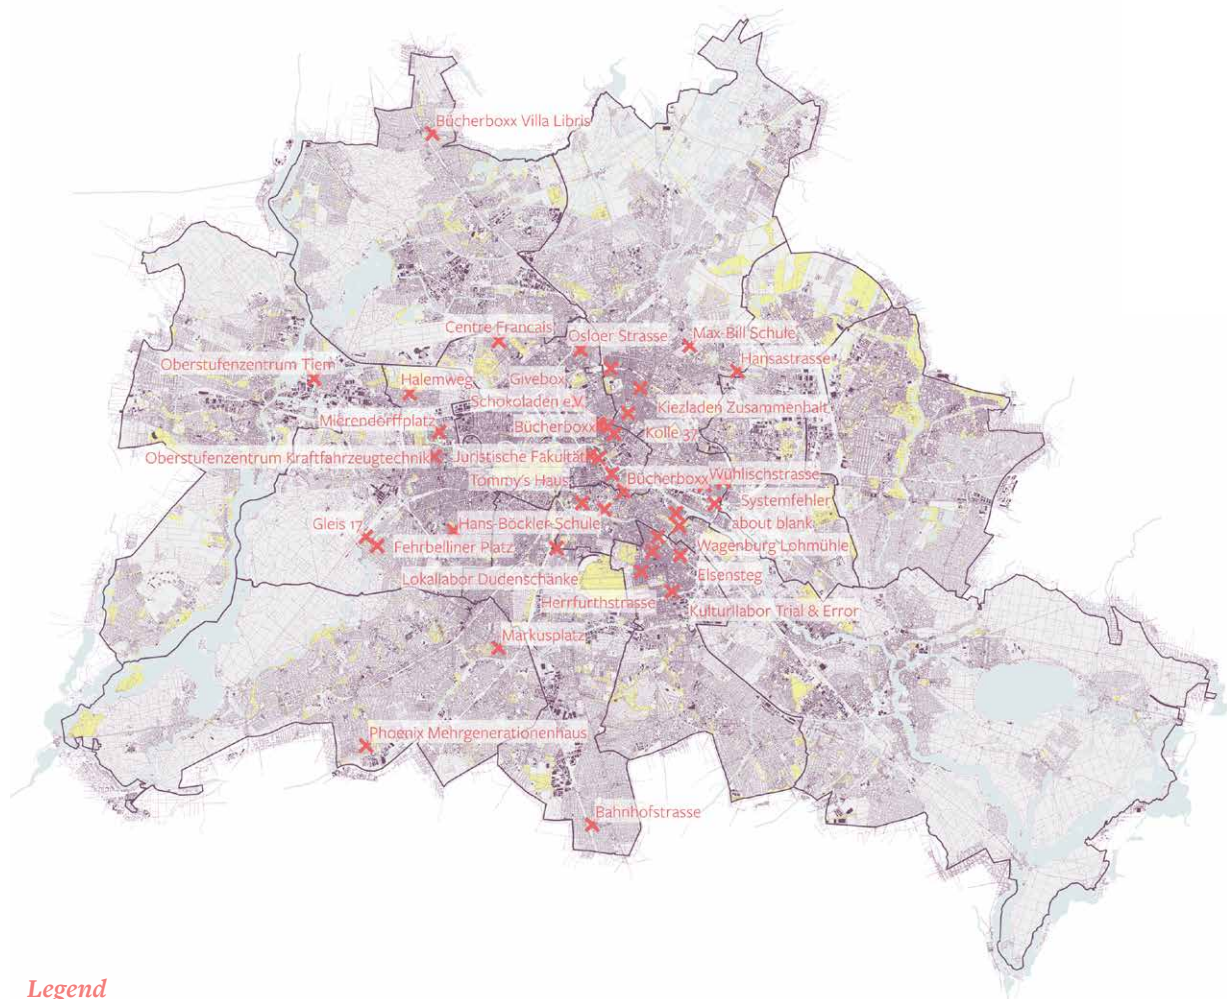 Bücherboxx Villa Libris
Centre Francais
Osloer Strasse
Max-Bill Schule
Hansastrasse
Oberstufenzentrum Tiem
Halemweg
Givebox
Schokoladen e.V.
Kiezladen Zusammenhalt
Mierendorffplatz
Bücherboxx
Kolle 37
Oberstufenzentrum Kraftfahrzeugtechnik
Juristische Fakultät
Tommy's Haus
Bücherboxx
Wühlischstrasse
Systemfehler
Gleis 17
Hans-Böckler-Schule
about blank
Fehrbelliner Platz
Wagenburg Lohmühle
Lokallabor Dudenschänke
Elsensteg
Herrfurthstrasse
Kulturllabor Trial & Error
Markusplatz
Phoenix Mehrgenerationenhaus
Bahnhofstrasse
Legend